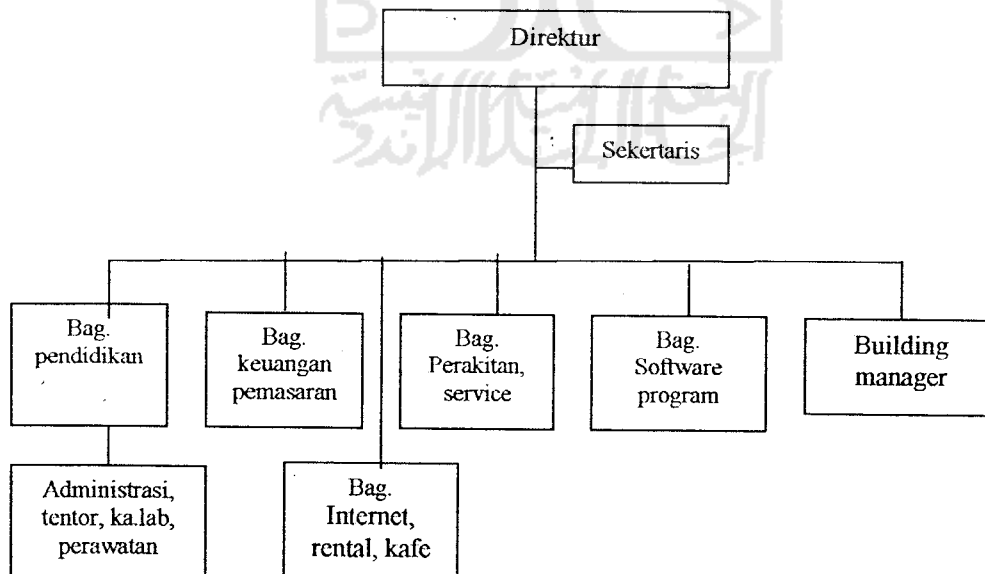 Direktur
Sekertaris
Bag.
pendidikan
Bag.
keuangan
pemasaran
Bag.
Perakitan,
service
Bag.
Software
program
Building
manager
Administrasi,
tentor, ka.lab,
perawatan
Bag.
Internet,
rental, kafe